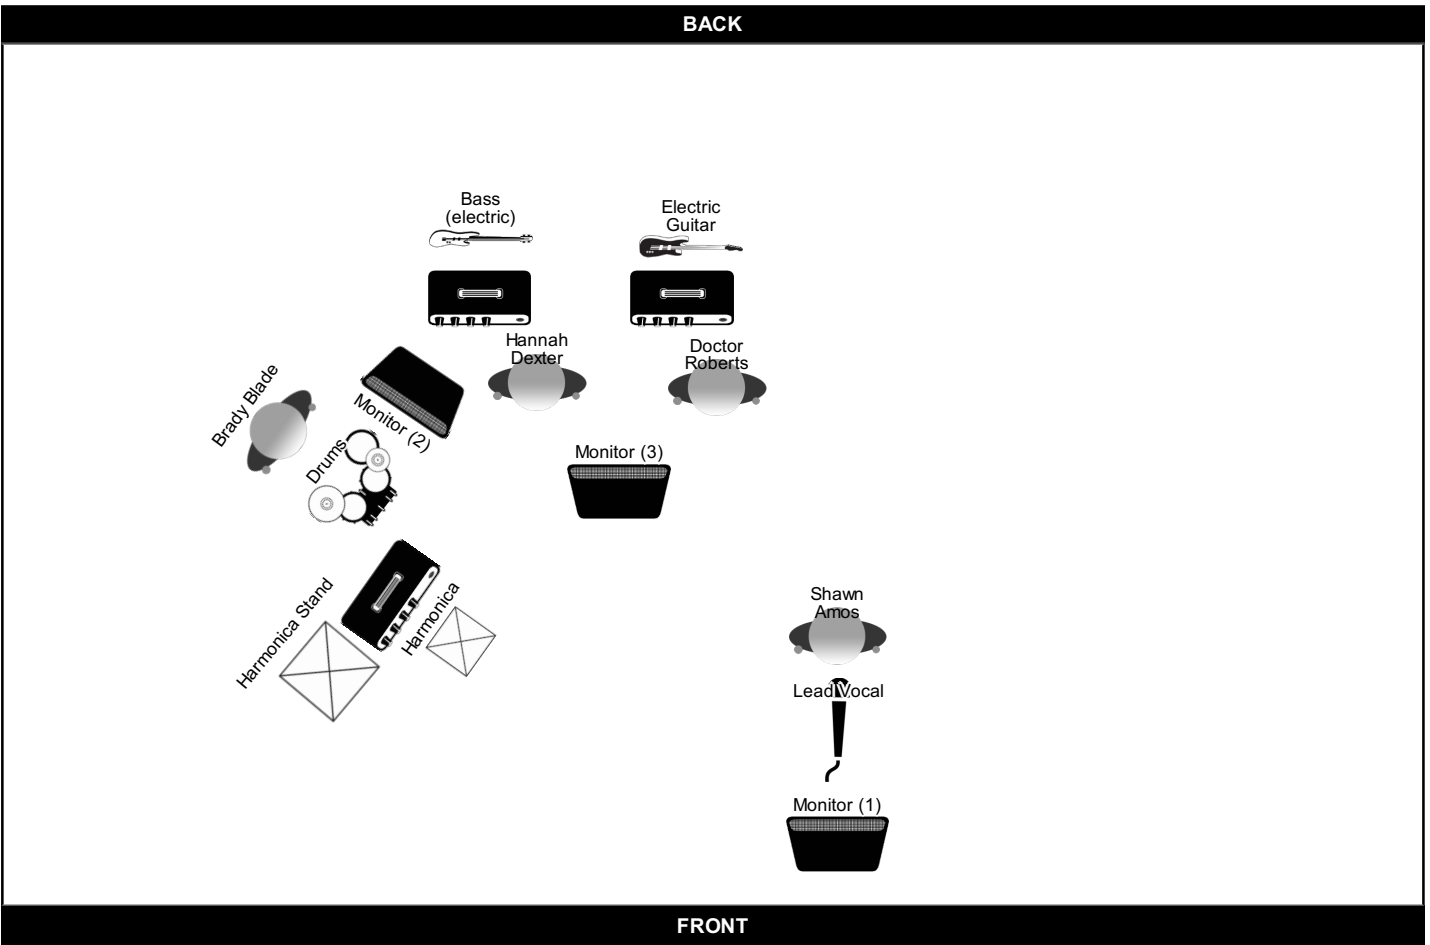 BACK
Bass
(electric)
Electric
Guitar
Hannah
Dexter
Doctor
Roberts
Brady Blade
Monitor (2)
Drums
Monitor (3)
Harmonica Stand
Harmonica
Shawn
Amos
Lead Vocal
Monitor (1)
FRONT